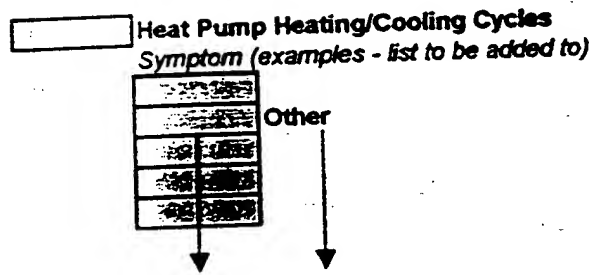 Heat Pump Heating/Cooling Cycles
Symptom (examples - list to be added to)
Other